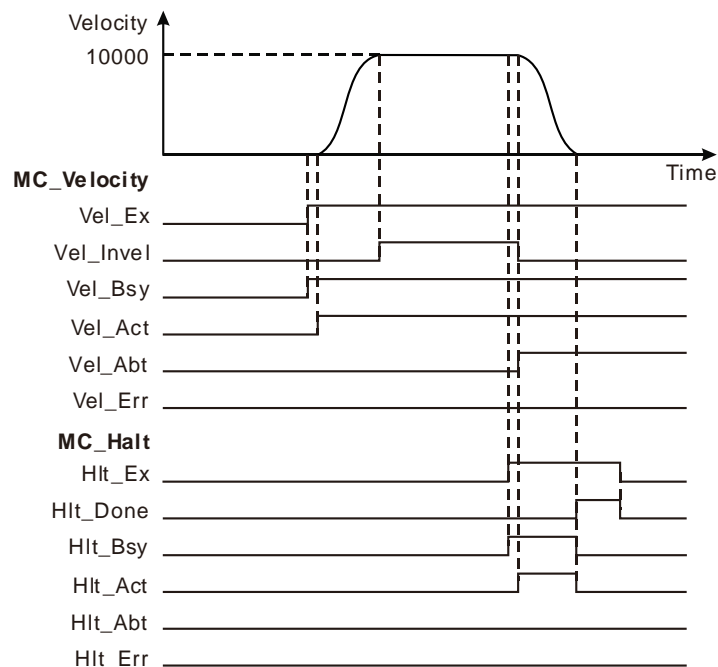 Velocity
10000
Time
MC_Velocity
Vel_Ex
Vel_Invel
Vel_Bsy
Vel_Act
Vel_Abt
Vel_Err
MC_Halt
Hlt_Ex
Hlt_Done
Hlt_Bsy
Hlt_Act
Hlt_Abt
Hlt_Err